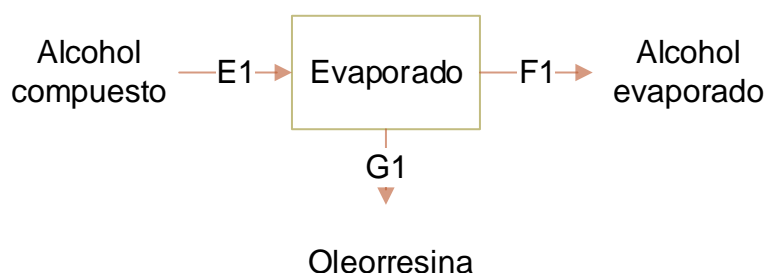 Alcohol
compuesto
E1
Evaporado
F1
Alcohol
evaporado
G1
Oleorresina